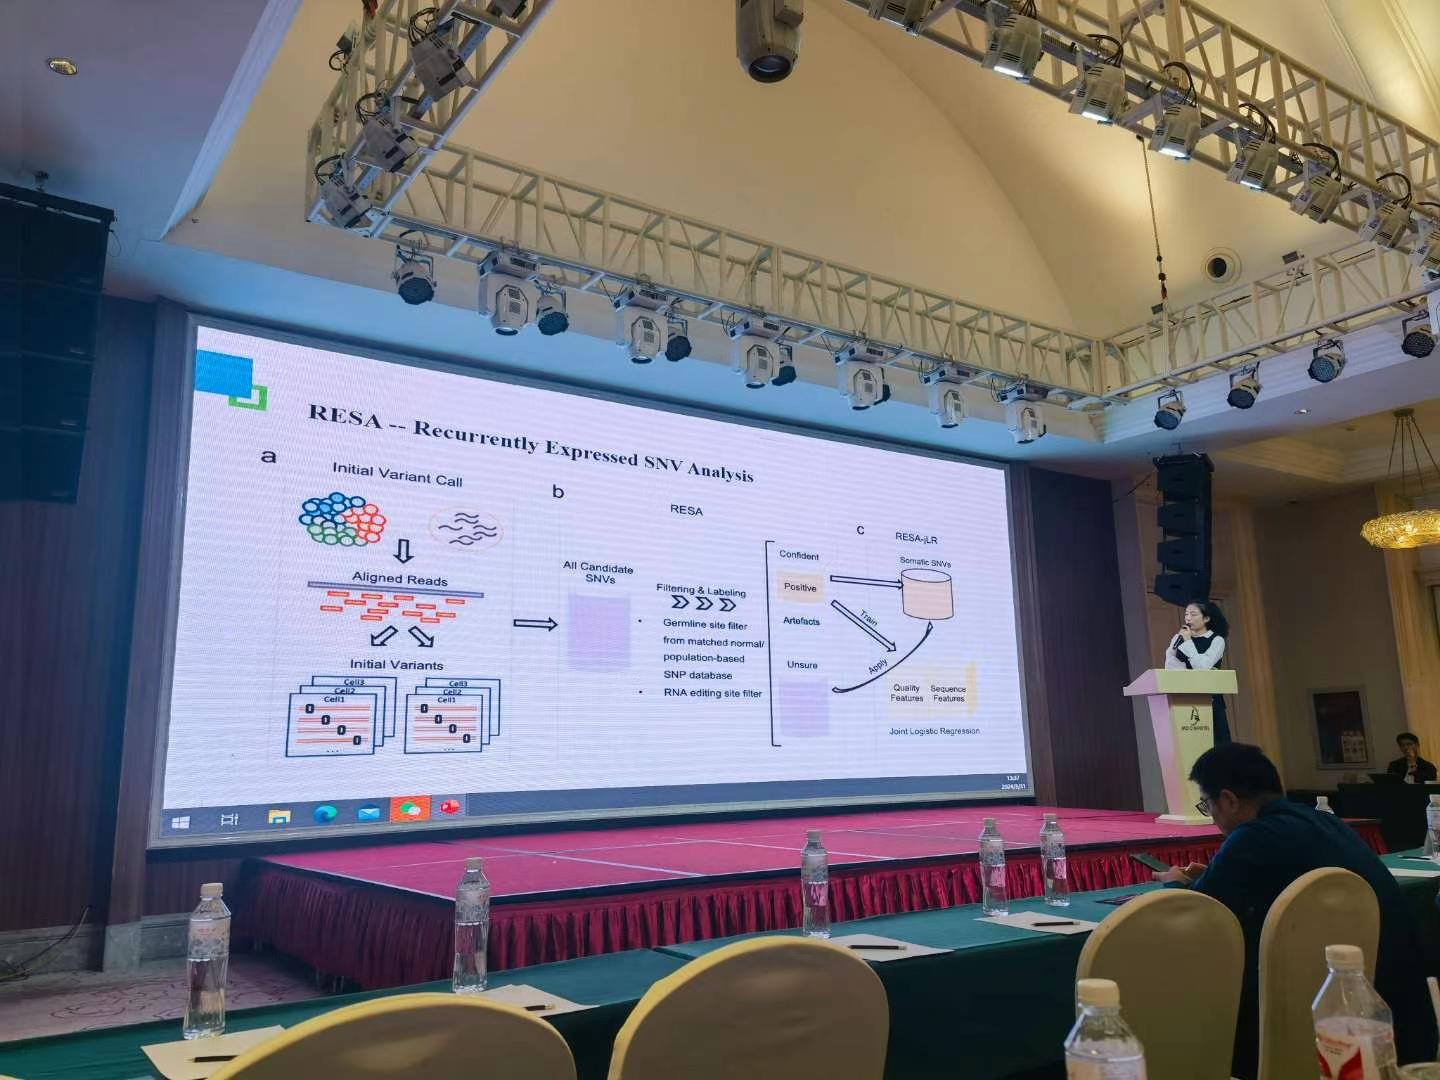 RESA -- Recurrently Expressed SNV Analysis
a
Initial Variant Call
Aligned Reads
Initial Variants
Cell3
Cell2
Cell1
Cell3
Cell2
Cell1
...
...
b
RESA
All Candidate
SNVs
Filtering & Labeling
• Germline site filter
from matched normal/
population-based
SNP database
• RNA editing site filter
c
RESA-jLR
Confident
Positive
Artefacts
Unsure
Somatic SNVs
Train
Apply
Quality
Features
Sequence
Features
Joint Logistic Regression
13:37
2024/8/31